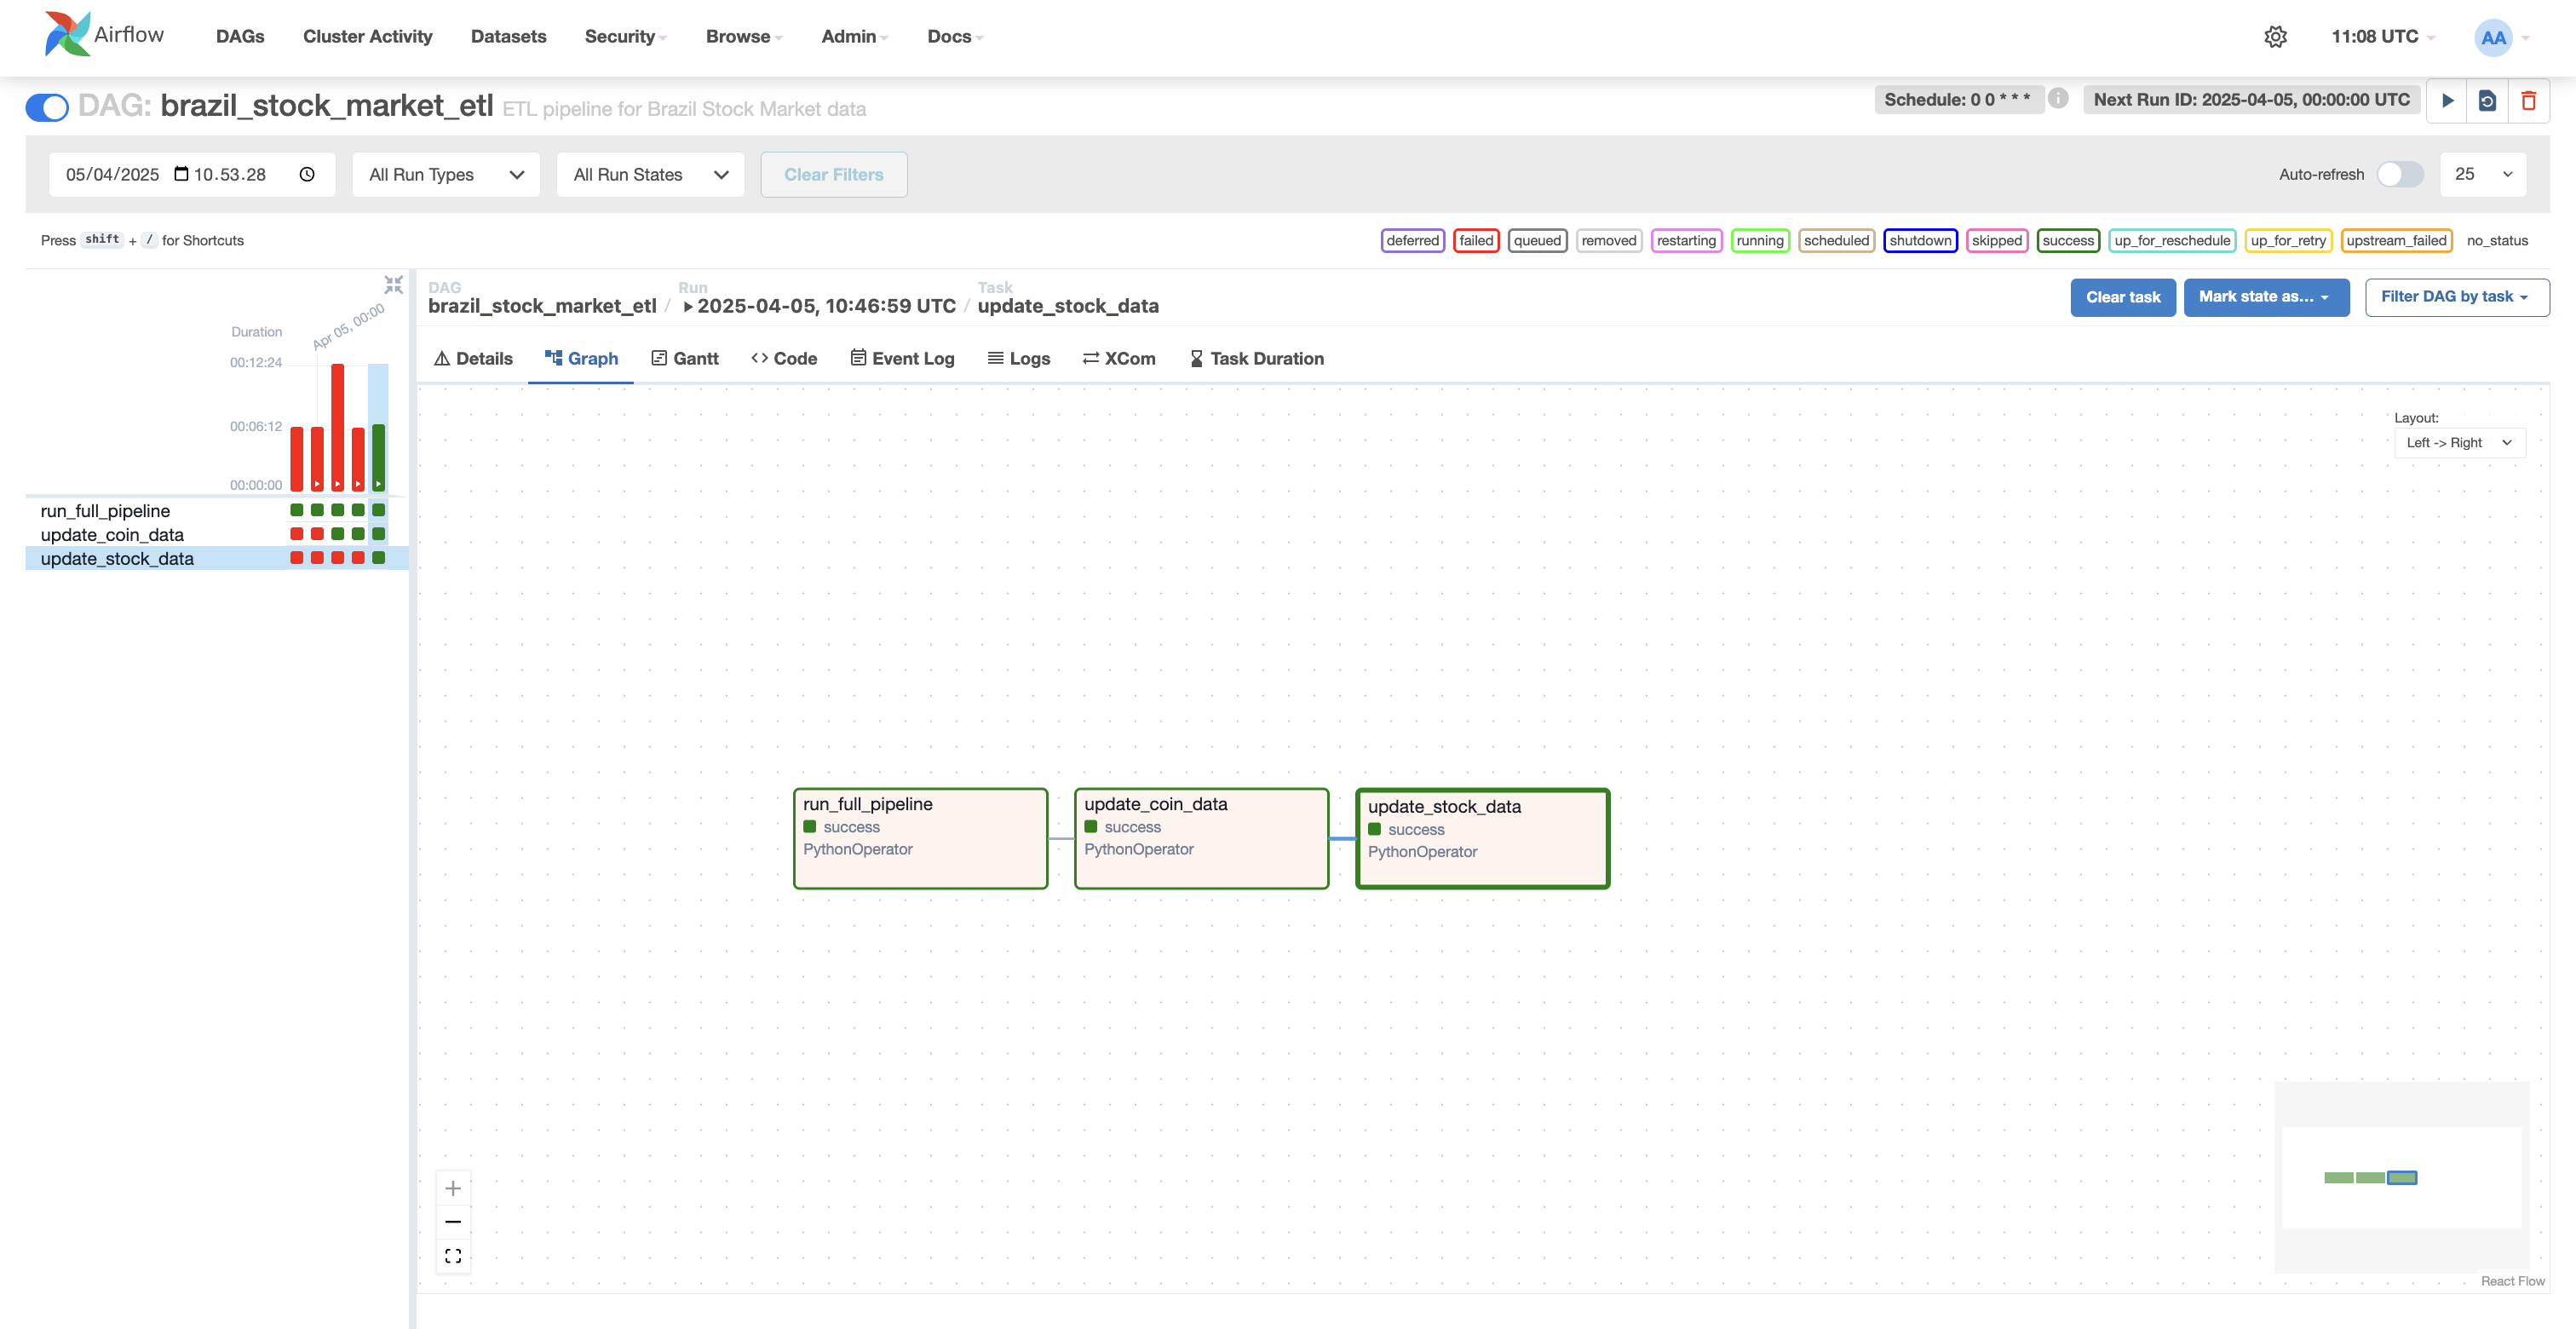 Airflow DAGs Cluster Activity Datasets Security Browse Admin Docs 11:08 UTC AA
DAG: brazil_stock_market_etl ETL pipeline for Brazil Stock Market data Schedule: 0 0 * * * i Next Run ID: 2025-04-05, 00:00:00 UTC
05/04/2025 10.53.28 All Run Types All Run States Clear Filters Auto-refresh 25
Press shift + / for Shortcuts deferred failed queued removed restarting running scheduled shutdown skipped success up_for_reschedule up_for_retry upstream_failed no_status
DAG Run Task
brazil_stock_market_etl / 2025-04-05, 10:46:59 UTC / update_stock_data
Clear task Mark state as... Filter DAG by task
Details Graph Gantt Code Event Log Logs XCom Task Duration
Duration
Apr 05, 00:00
00:12:24
00:06:12
00:00:00
run_full_pipeline
update_coin_data
update_stock_data
Layout:
Left -> Right
run_full_pipeline
success
PythonOperator
update_coin_data
success
PythonOperator
update_stock_data
success
PythonOperator
React Flow